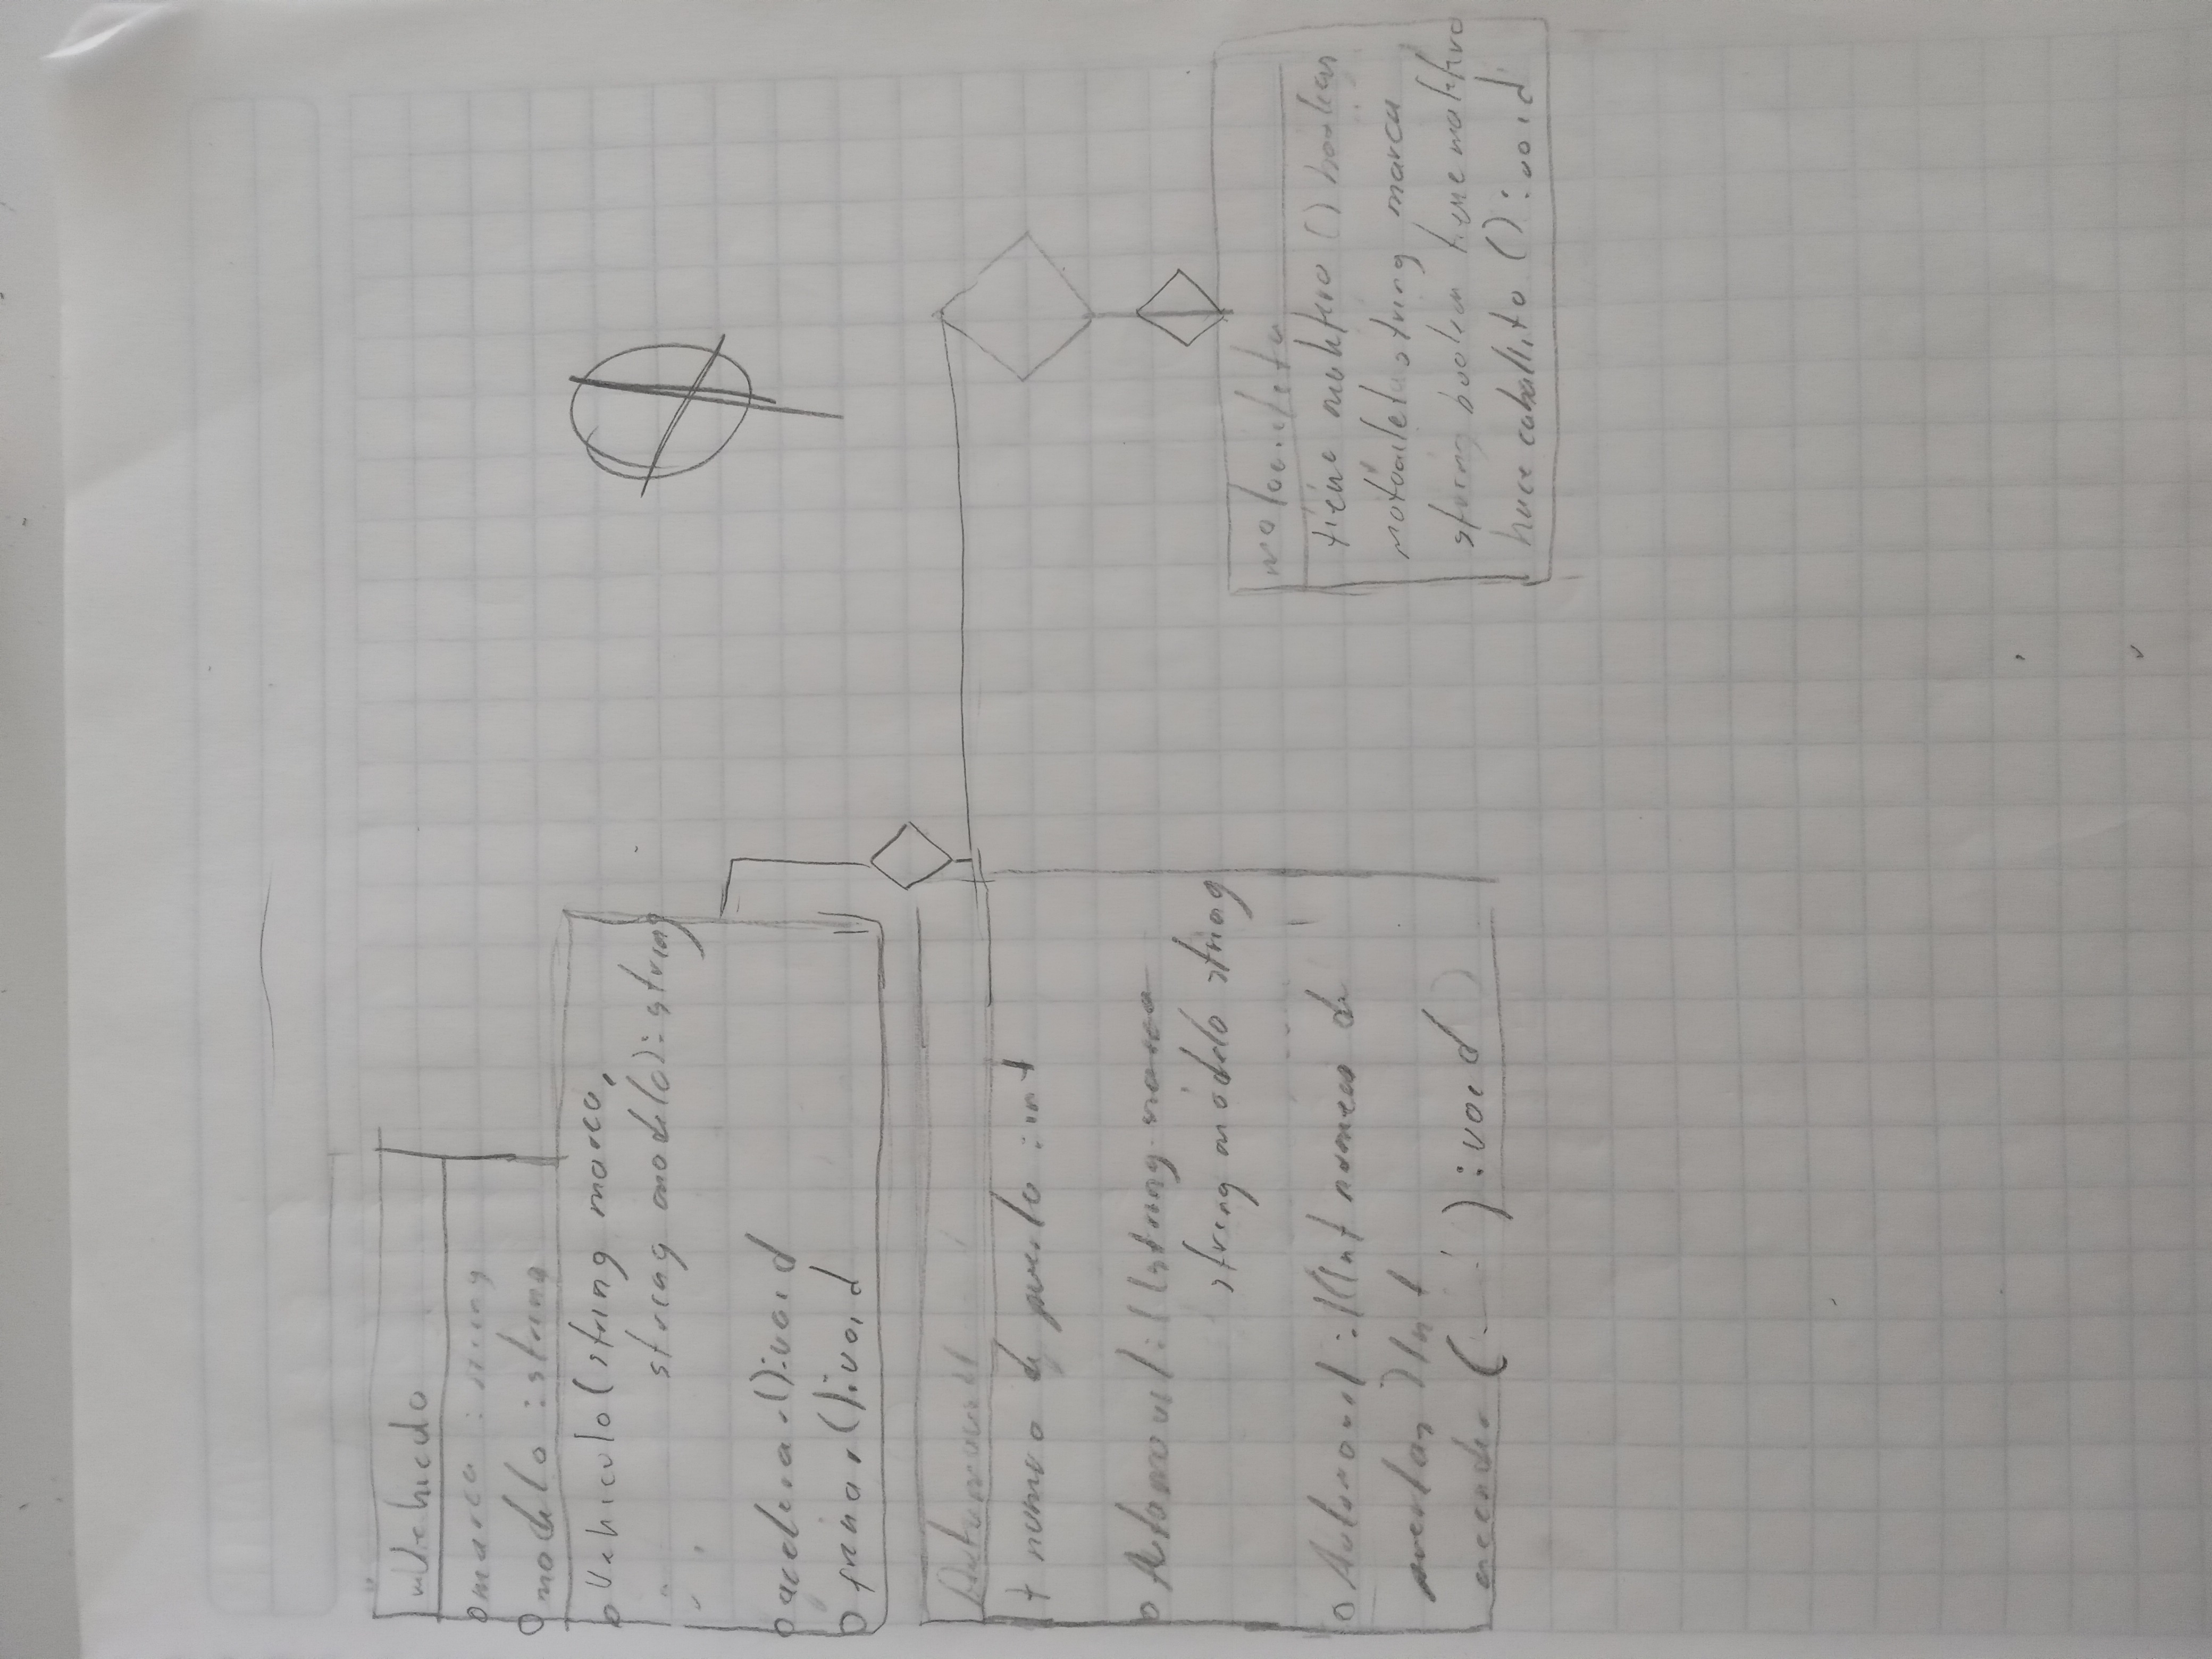 Vehiculo
marca : string
modelo : string
Vehiculo (string marca,
string modelo): string
acelerar():void
frenar():void
Automovil
+ numero de puerta : int
Automovil : ((string marca
string modelo string
Automovil : ((Int numero de
puertas) Int
encender ( ) : void
motocicleta
tiene maletero () boolean
motociclet string marca
string boolean tiene maletero
hace caballito () : void